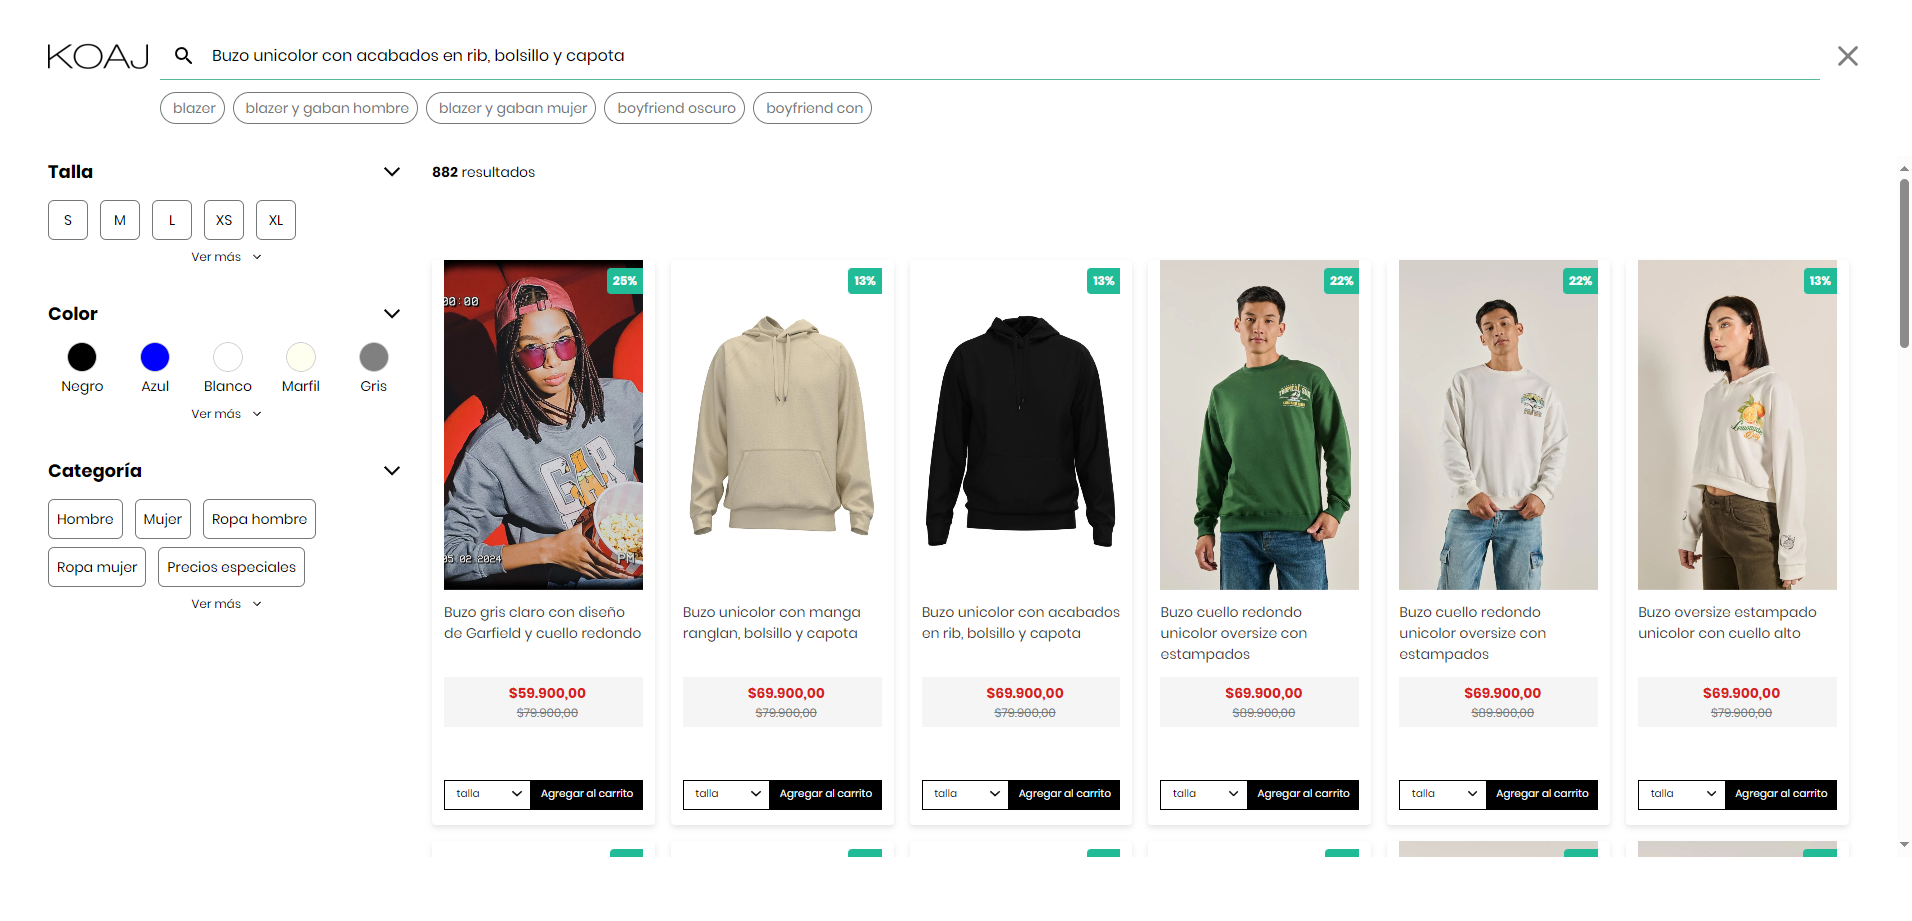 KOAJ
Buzo unicolor con acabados en rib, bolsillo y capota
blazer
blazer y gaban hombre
blazer y gaban mujer
boyfriend oscuro
boyfriend con
Talla
S
M
L
XS
XL
Ver más
Color
Negro
Azul
Blanco
Marfil
Gris
Ver más
Categoría
Hombre
Mujer
Ropa hombre
Ropa mujer
Precios especiales
Ver más
882 resultados
25%
00:00
GAR
05 02 2024
PM
Buzo gris claro con diseño
de Garfield y cuello redondo
$59.900,00
$79.900,00
talla
Agregar al carrito
13%
Buzo unicolor con manga
ranglan, bolsillo y capota
$69.900,00
$79.900,00
talla
Agregar al carrito
13%
Buzo unicolor con acabados
en rib, bolsillo y capota
$69.900,00
$79.900,00
talla
Agregar al carrito
22%
Buzo cuello redondo
unicolor oversize con
estampados
$69.900,00
$89.900,00
talla
Agregar al carrito
22%
Buzo cuello redondo
unicolor oversize con
estampados
$69.900,00
$89.900,00
talla
Agregar al carrito
13%
Buzo oversize estampado
unicolor con cuello alto
$69.900,00
$79.900,00
talla
Agregar al carrito